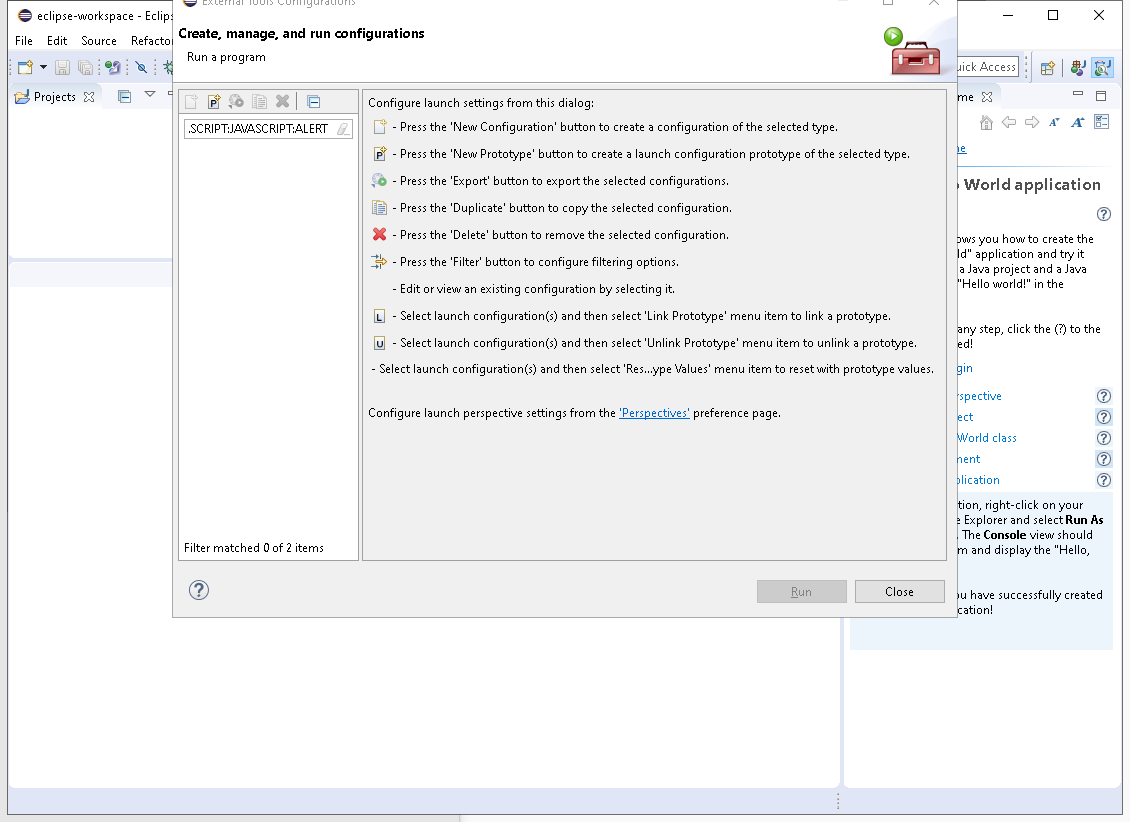 External Tools Configurations
eclipse-workspace - Eclips
File Edit Source Refacto
Create, manage, and run configurations
Run a program
uick Access
Projects
me
.SCRIPT:JAVASCRIPT:ALERT
Configure launch settings from this dialog:
- Press the 'New Configuration' button to create a configuration of the selected type.
P - Press the 'New Prototype' button to create a launch configuration prototype of the selected type.
- Press the 'Export' button to export the selected configurations.
- Press the 'Duplicate' button to copy the selected configuration.
- Press the 'Delete' button to remove the selected configuration.
- Press the 'Filter' button to configure filtering options.
- Edit or view an existing configuration by selecting it.
L - Select launch configuration(s) and then select 'Link Prototype' menu item to link a prototype.
U - Select launch configuration(s) and then select 'Unlink Prototype' menu item to unlink a prototype.
- Select launch configuration(s) and then select 'Res...ype Values' menu item to reset with prototype values.
Configure launch perspective settings from the 'Perspectives' preference page.
Filter matched 0 of 2 items
Run
Close
me
World application
ows you how to create the
ld" application and try it
a Java project and a Java
"Hello world!" in the
any step, click the (?) to the
ed!
gin
rspective
ect
World class
ment
plication
tion, right-click on your
e Explorer and select Run As
. The Console view should
m and display the "Hello,
ou have successfully created
cation!